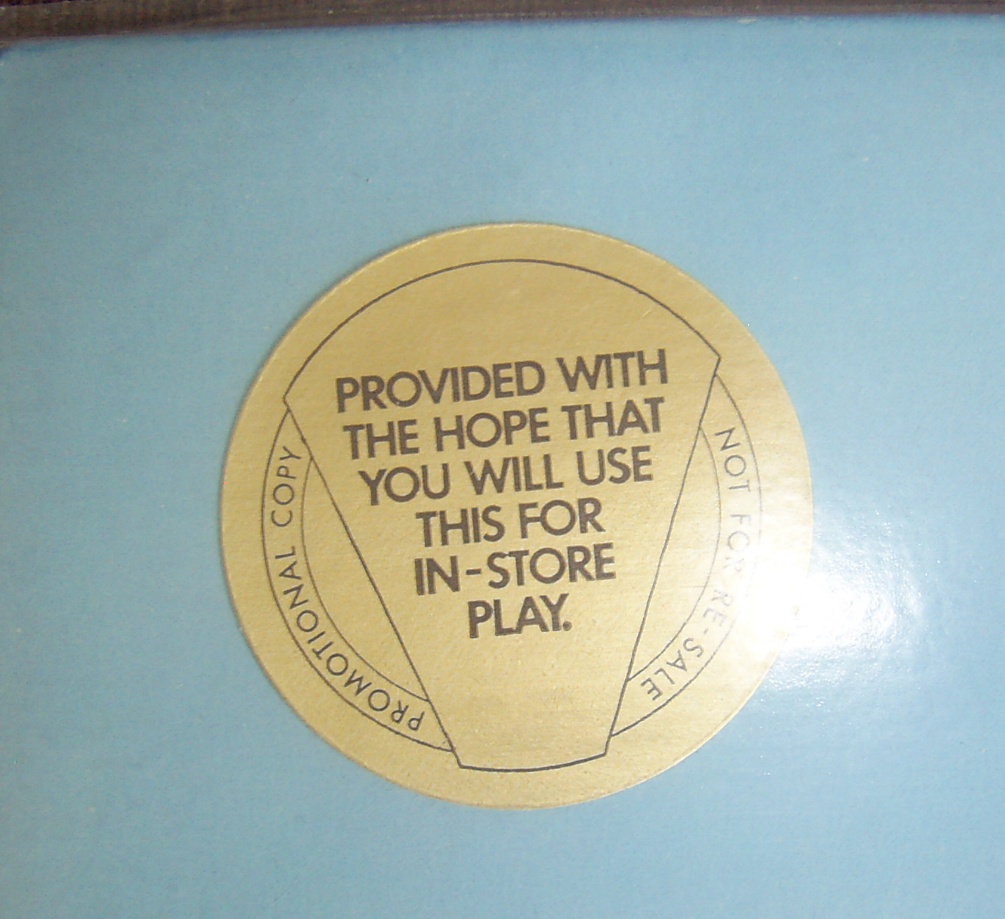 PROVIDED WITH
THE HOPE THAT
YOU WILL USE
THIS FOR
IN-STORE
PLAY.
PROMOTIONAL COPY
NOT FOR RE-SALE